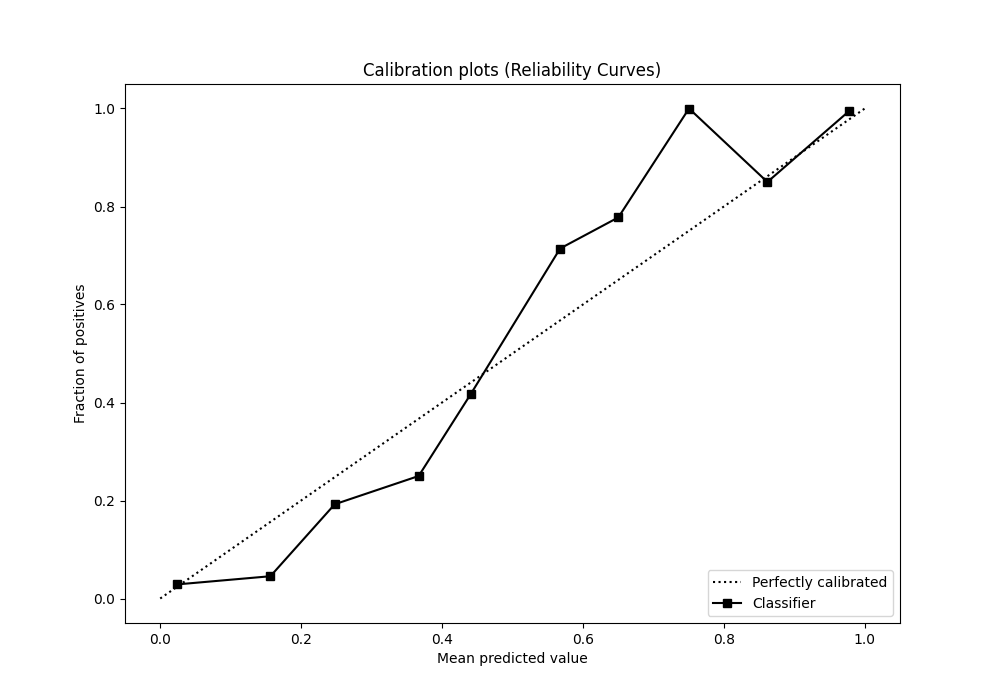 Calibration plots (Reliability Curves)
1.0
0.8
0.6
0.4
0.2
0.0
Fraction of positives
0.0 0.2 0.4 0.6 0.8 1.0
Mean predicted value
Perfectly calibrated
Classifier